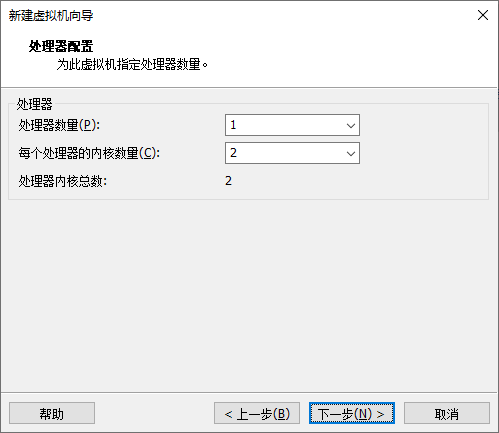 新建虚拟机向导
处理器配置
为此虚拟机指定处理器数量。
处理器
处理器数量(P): 1
每个处理器的内核数量(C): 2
处理器内核总数: 2
帮助 < 上一步(B) 下一步(N) > 取消